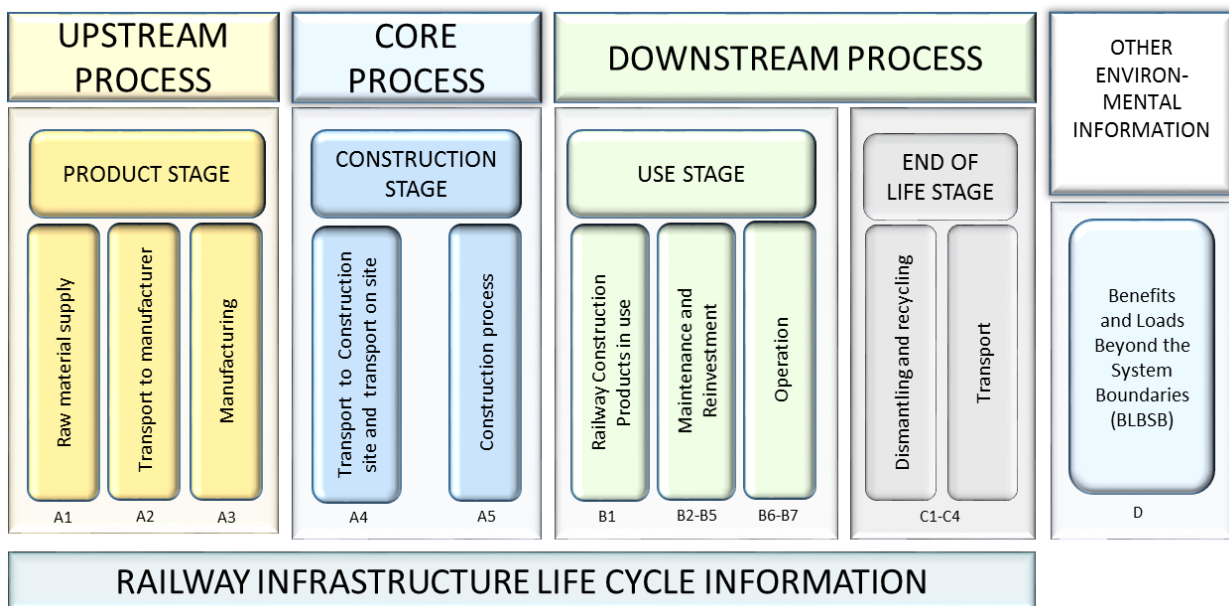 UPSTREAM
PROCESS
CORE
PROCESS
DOWNSTREAM PROCESS
OTHER
ENVIRON-
MENTAL
INFORMATION
PRODUCT STAGE
CONSTRUCTION
STAGE
USE STAGE
END OF
LIFE STAGE
Raw material supply
Transport to manufacturer
Manufacturing
Transport to Construction
site and transport on site
Construction process
Railway Construction
Products in use
Maintenance and
Reinvestment
Operation
Dismantling and recycling
Transport
Benefits
and Loads
Beyond the
System
Boundaries
(BLBSB)
A1
A2
A3
A4
A5
B1
B2-B5
B6-B7
C1-C4
D
RAILWAY INFRASTRUCTURE LIFE CYCLE INFORMATION